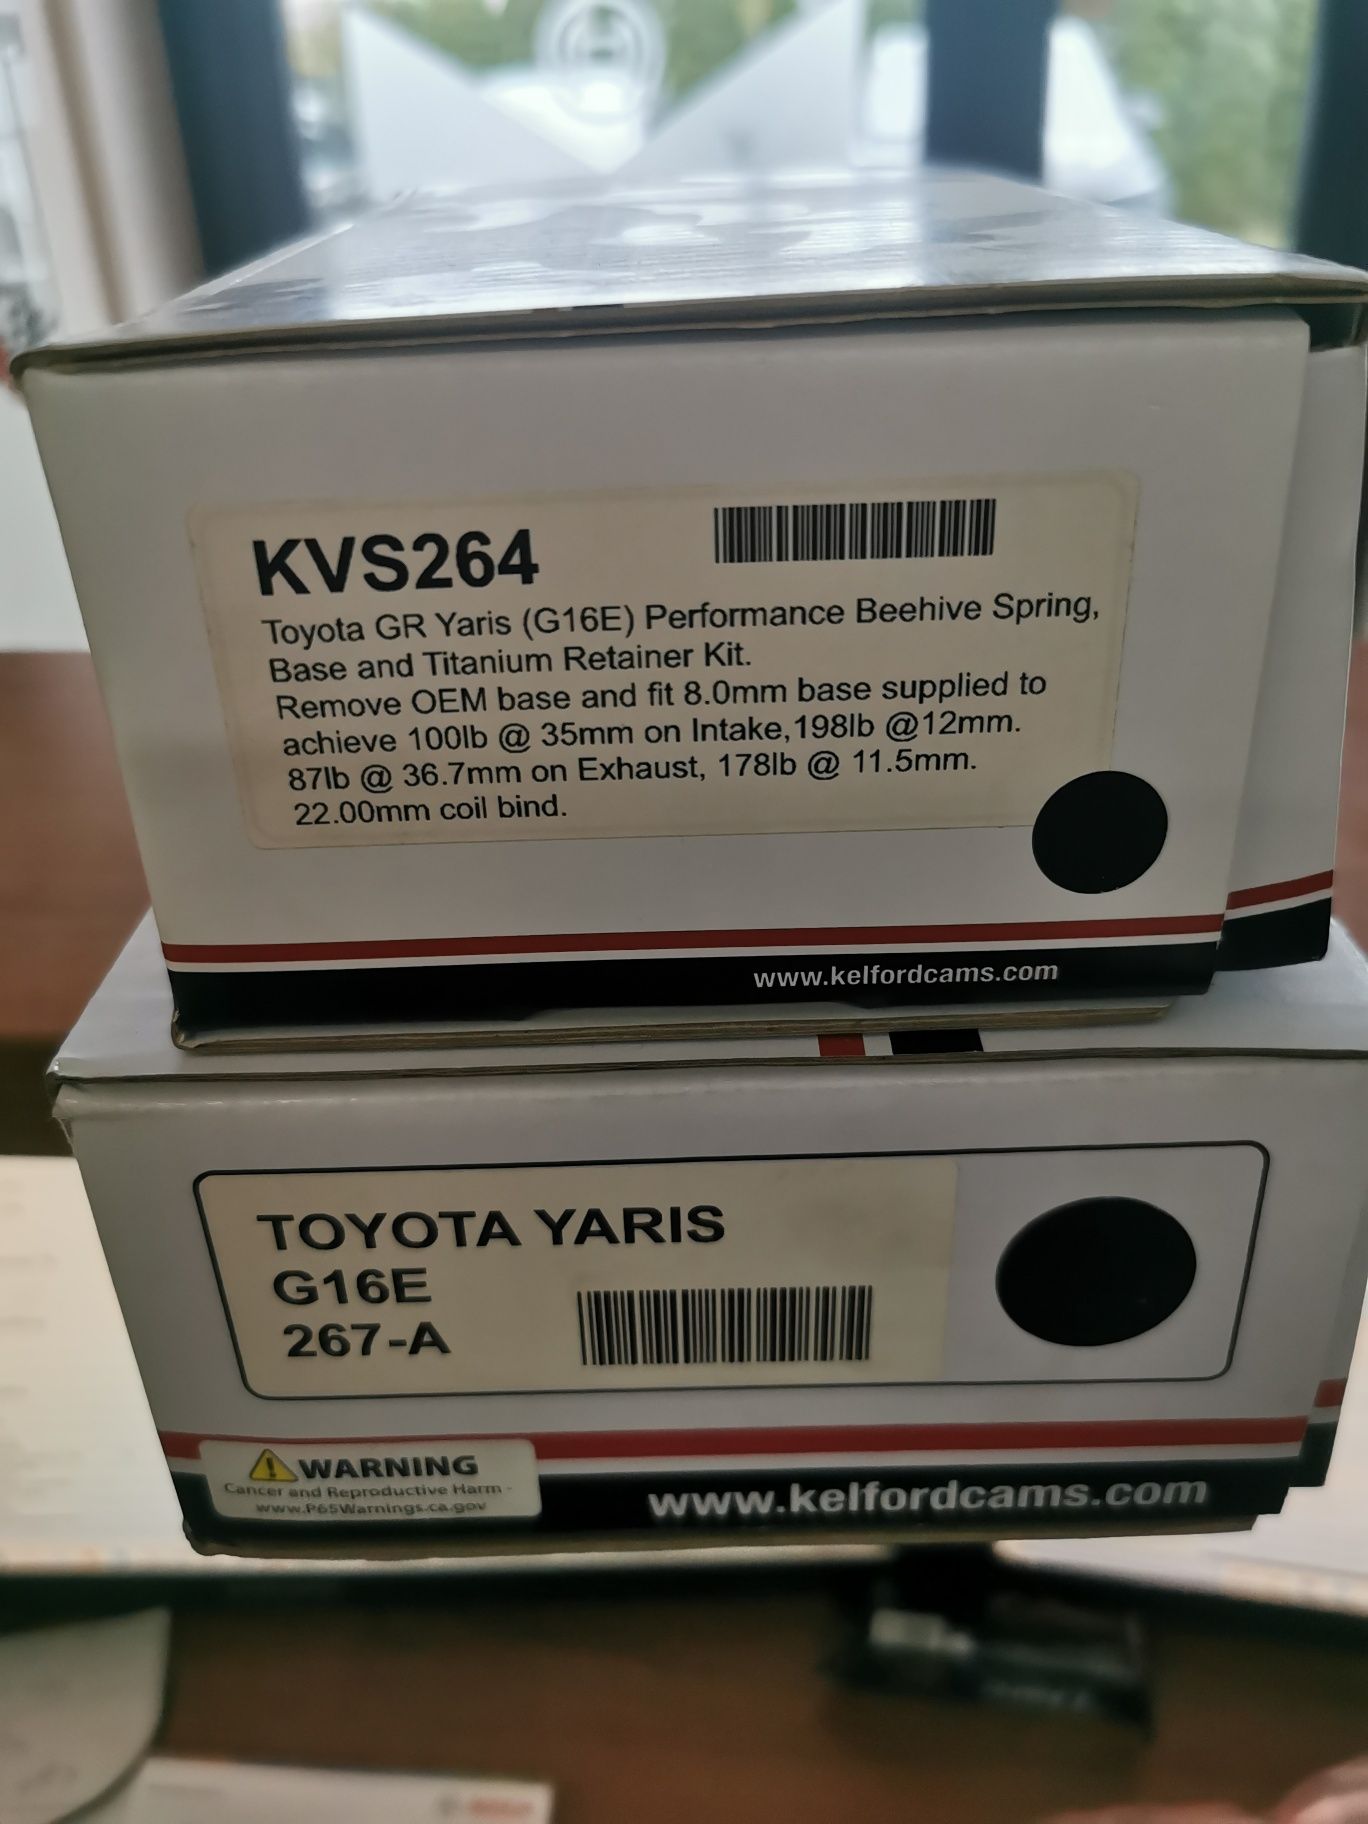 KVS264
Toyota GR Yaris (G16E) Performance Beehive Spring,
Base and Titanium Retainer Kit.
Remove OEM base and fit 8.0mm base supplied to
achieve 100lb @ 35mm on Intake,198lb @12mm.
87lb @ 36.7mm on Exhaust, 178lb @ 11.5mm.
22.00mm coil bind.
www.kelfordcams.com
TOYOTA YARIS
G16E
267-A
WARNING
Cancer and Reproductive Harm -
www.P65Warnings.ca.gov
www.kelfordcams.com